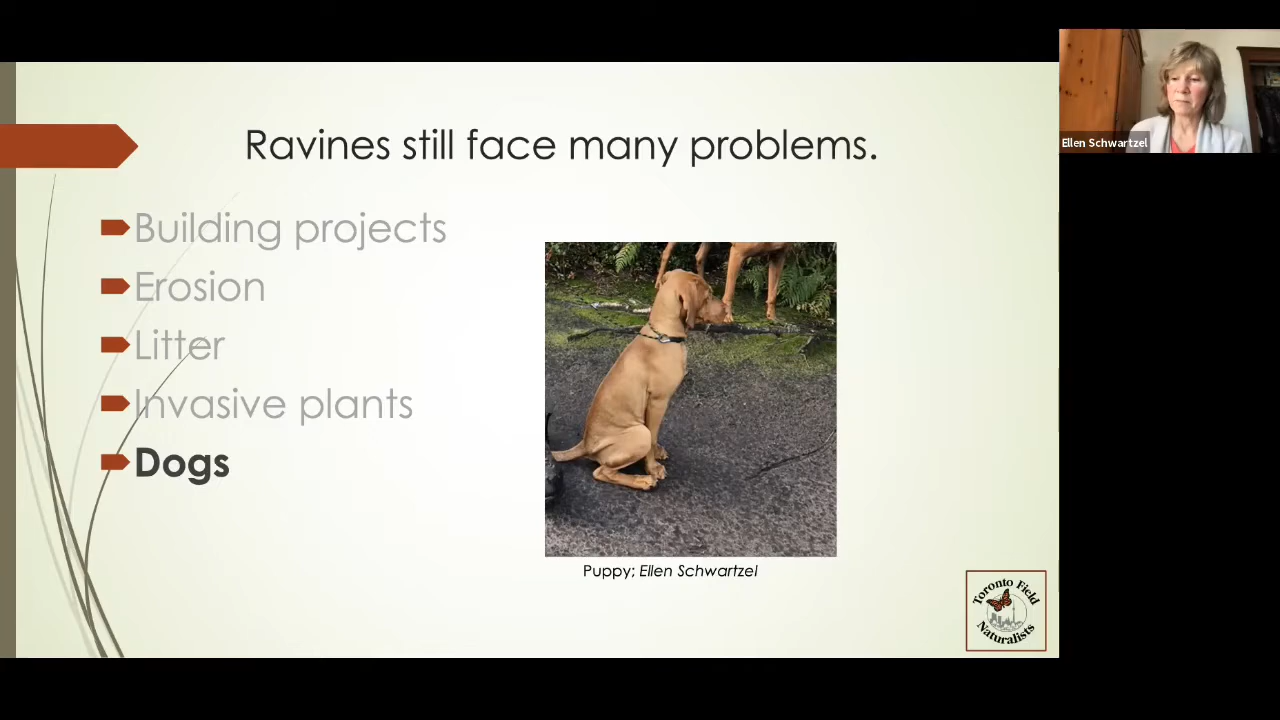 Ravines still face many problems.
Building projects
Erosion
Litter
Invasive plants
Dogs
Puppy; Ellen Schwartzel
Toronto Field
Naturalists
Ellen Schwartzel